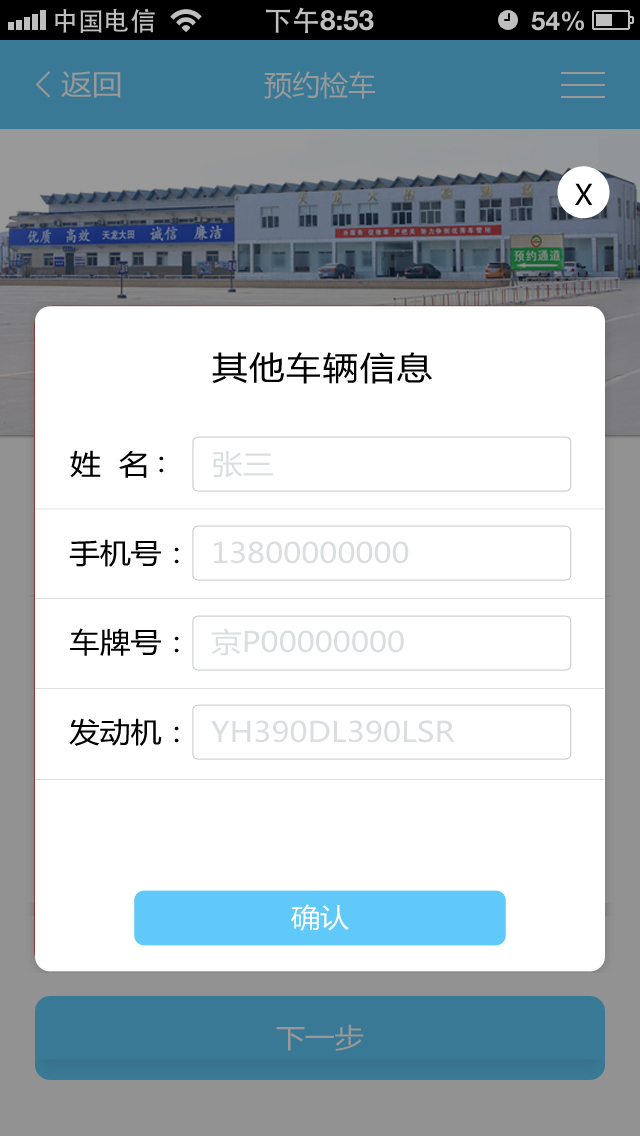 中国电信 下午8:53 54%
返回 预约检车
X
优质 高效 天龙大田 诚信 廉洁
预约通道
其他车辆信息
姓 名： 张三
手机号： 13800000000
车牌号： 京P00000000
发动机： YH390DL390LSR
确认
下一步